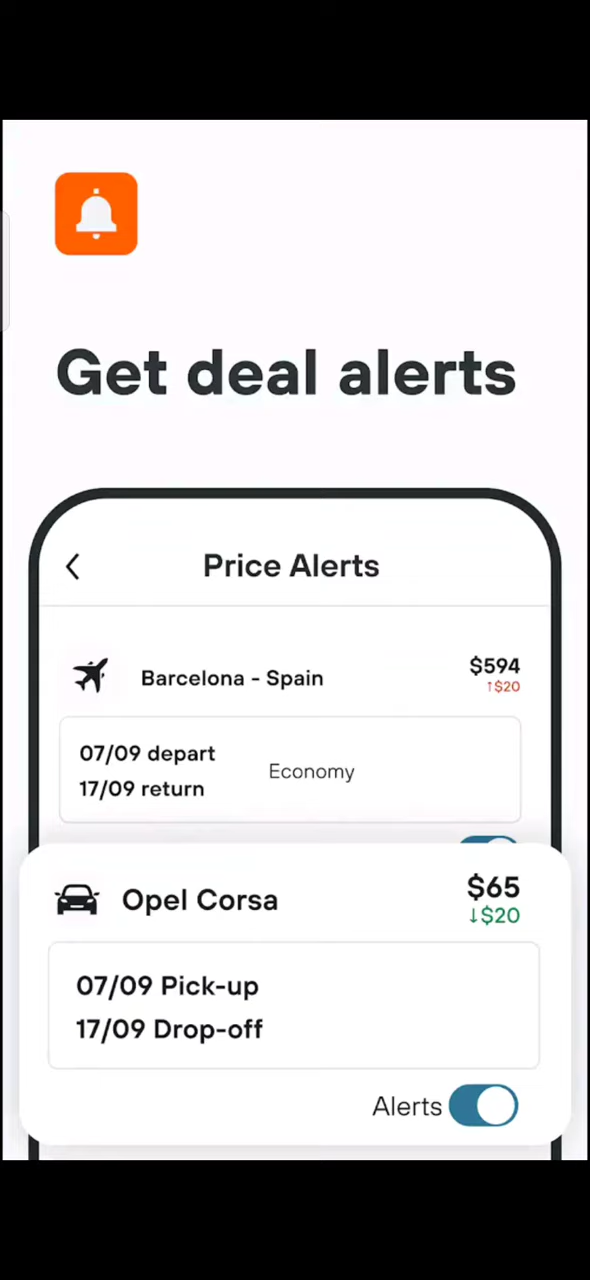 Get deal alerts
Price Alerts
Barcelona - Spain
$594
↑$20
07/09 depart
17/09 return
Economy
Opel Corsa
$65
↓$20
07/09 Pick-up
17/09 Drop-off
Alerts